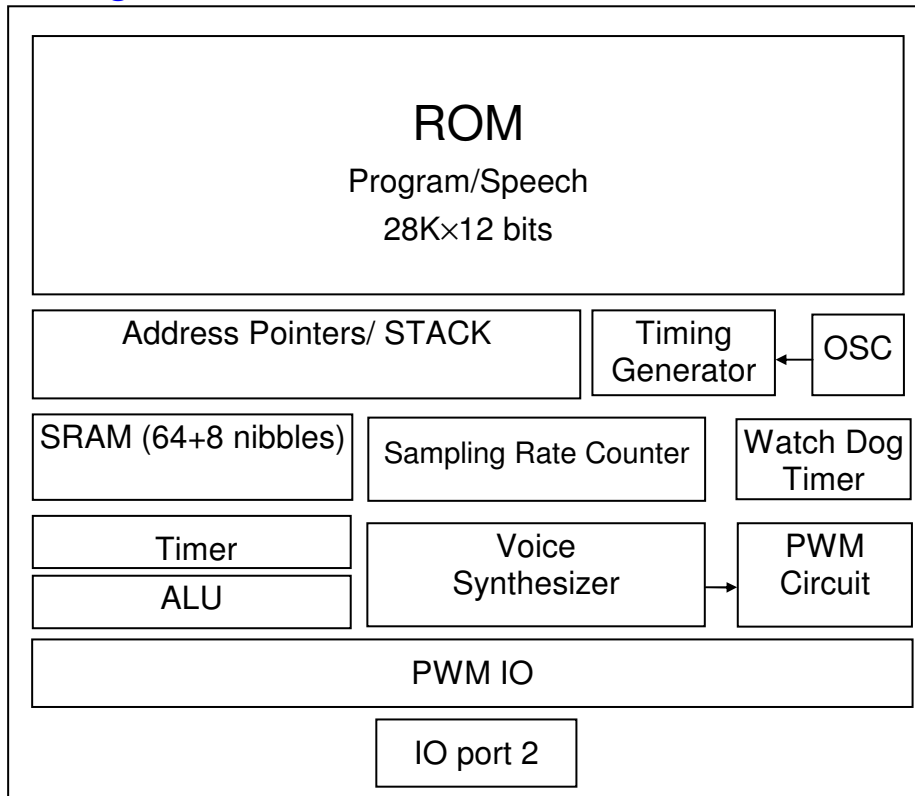 ROM
Program/Speech
28K×12 bits
Address Pointers/ STACK
Timing
Generator
OSC
SRAM (64+8 nibbles)
Sampling Rate Counter
Watch Dog
Timer
Timer
ALU
Voice
Synthesizer
PWM
Circuit
PWM IO
IO port 2